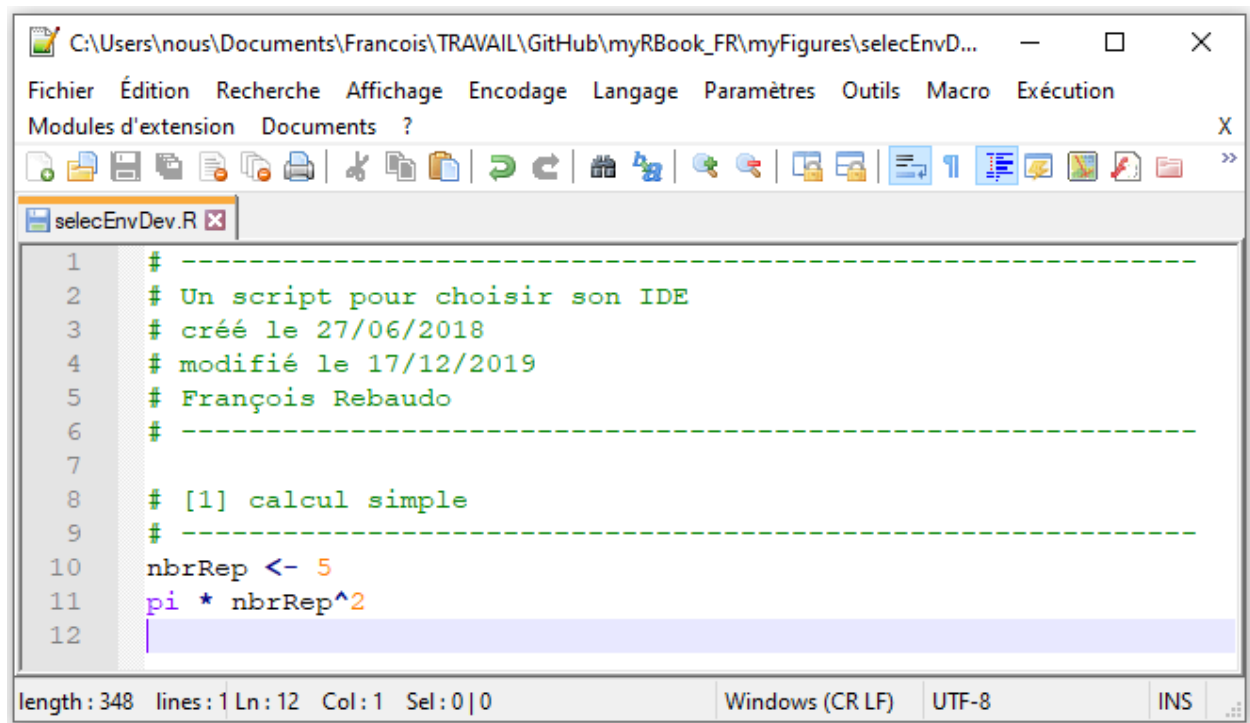 C:\Users\nous\Documents\Francois\TRAVAIL\GitHub\myRBook_FR\myFigures\selecEnvD...
Fichier Édition Recherche Affichage Encodage Langage Paramètres Outils Macro Exécution
Modules d'extension Documents ? X
selecEnvDev.R
1 # ------------------------------------------------------------
2 # Un script pour choisir son IDE
3 # créé le 27/06/2018
4 # modifié le 17/12/2019
5 # François Rebaudo
6 # ------------------------------------------------------------
7
8 # [1] calcul simple
9 # ------------------------------------------------------------
10 nbrRep <- 5
11 pi * nbrRep^2
12
length : 348 lines : 1 Ln : 12 Col : 1 Sel : 0 | 0 Windows (CR LF) UTF-8 INS